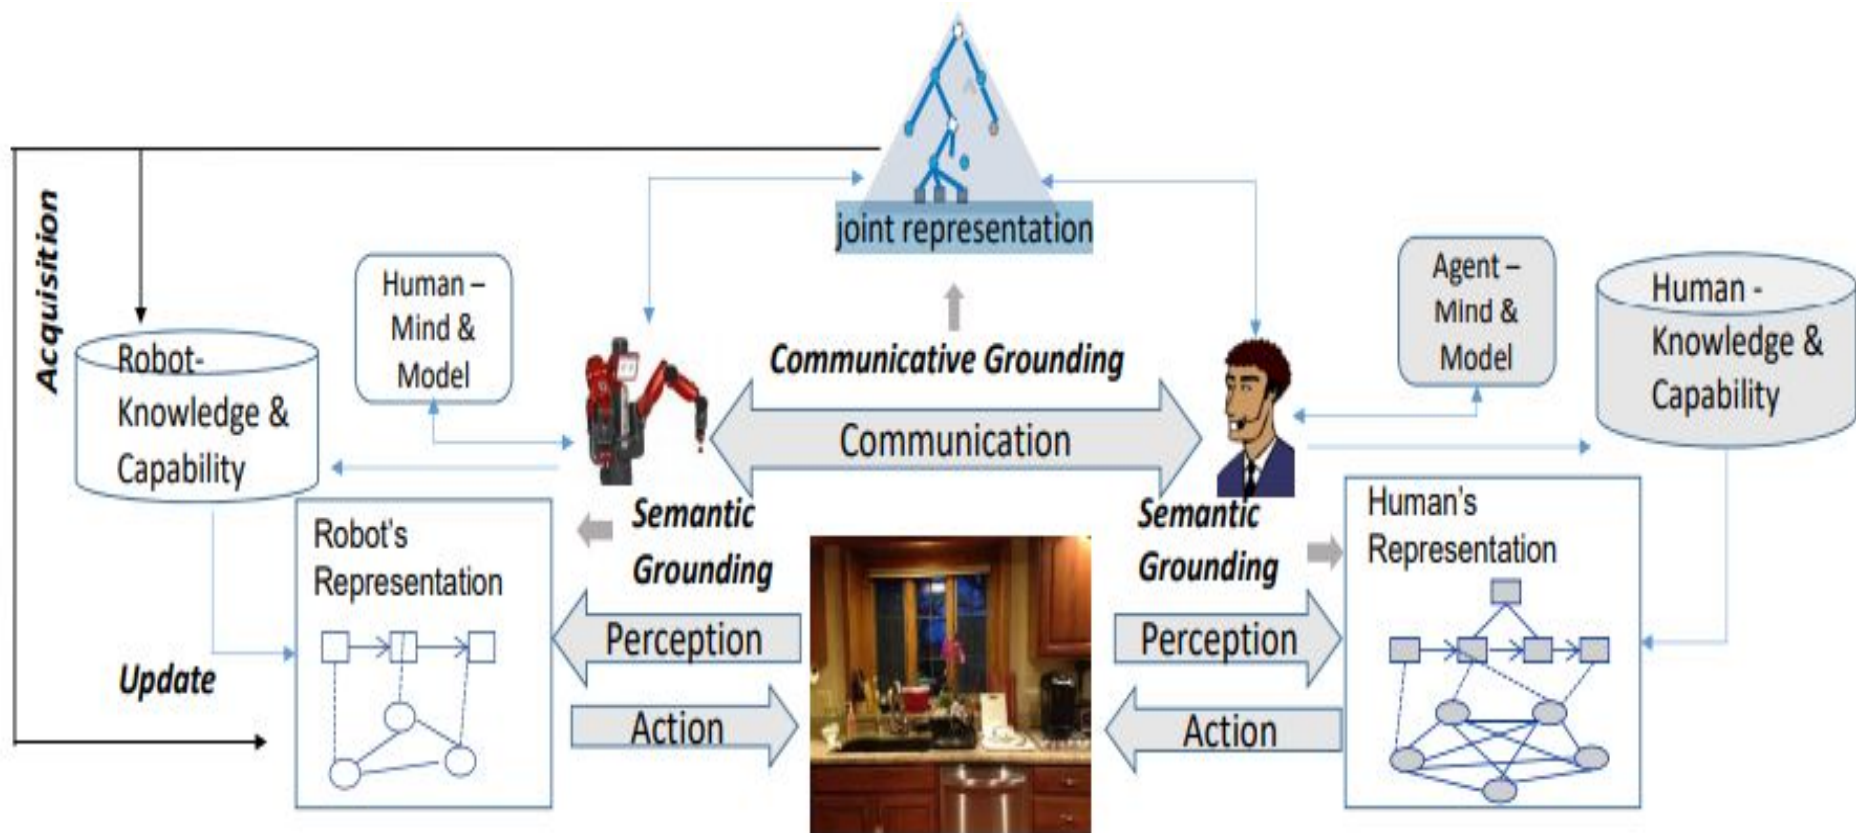 joint representation
Acquisition
Human –
Mind &
Model
Agent –
Mind &
Model
Human -
Knowledge &
Capability
Robot-
Knowledge &
Capability
Communicative Grounding
Communication
Semantic
Grounding
Semantic
Grounding
Robot's
Representation
Human's
Representation
Perception
Perception
Update
Action
Action